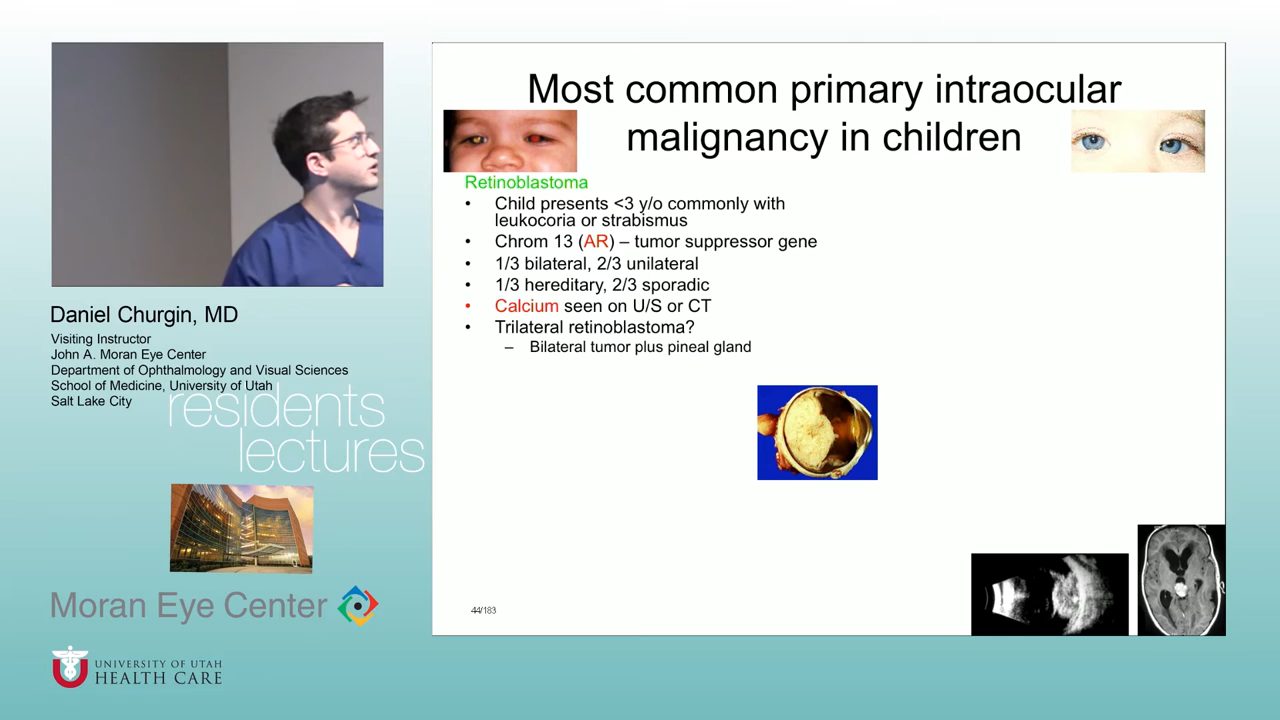 Most common primary intraocular
malignancy in children
Retinoblastoma
• Child presents <3 y/o commonly with
leukocoria or strabismus
• Chrom 13 (AR) – tumor suppressor gene
• 1/3 bilateral, 2/3 unilateral
• 1/3 hereditary, 2/3 sporadic
• Calcium seen on U/S or CT
• Trilateral retinoblastoma?
– Bilateral tumor plus pineal gland
44/183
Daniel Churgin, MD
Visiting Instructor
John A. Moran Eye Center
Department of Ophthalmology and Visual Sciences
School of Medicine, University of Utah
Salt Lake City
residents
lectures
Moran Eye Center
UNIVERSITY OF UTAH
HEALTH CARE